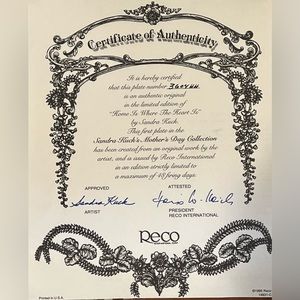 Certificate of Authenticity
It is hereby certified
that this plate number
is an authentic original
in the limited edition of
"Home Is Where The Heart Is"
by Sandra Kuck
This first plate in the
Sandra Kuck's Mother's Day Collection
has been created from an original work by the
artist, and is issued by Reco International
in an edition strictly limited to
a maximum of 48 firing days.
APPROVED
ATTESTED
Sandra Kuck
ARTIST
PRESIDENT
RECO INTERNATIONAL
Reco
Printed in U.S.A.